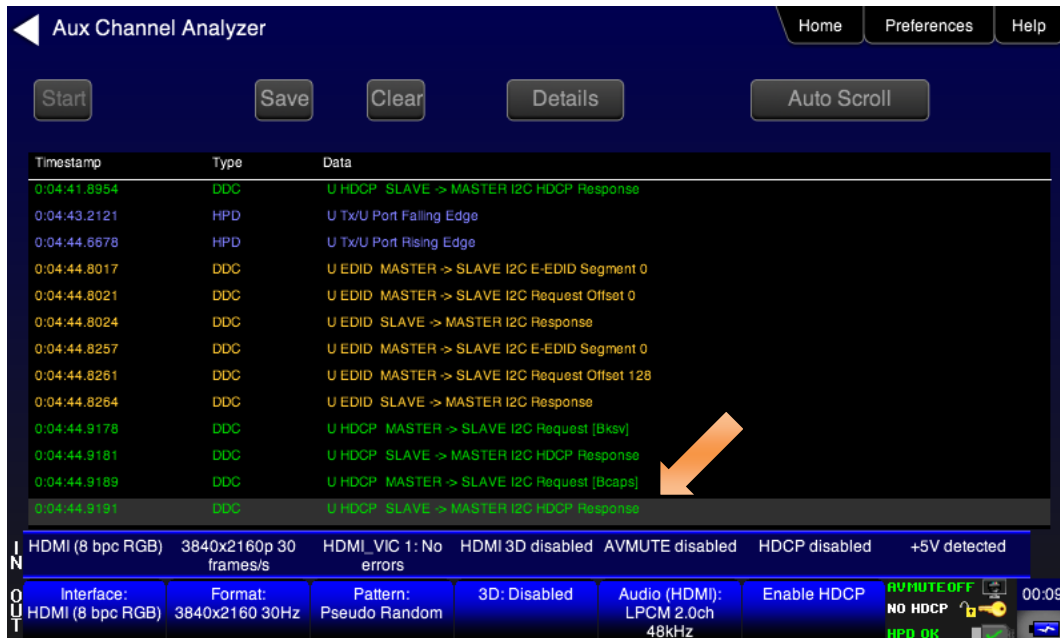 Aux Channel Analyzer
Home Preferences Help
Start Save Clear Details Auto Scroll
Timestamp Type Data
0:04:41.8954 DDC U HDCP SLAVE -> MASTER I2C HDCP Response
0:04:43.2121 HPD U Tx/U Port Falling Edge
0:04:44.6678 HPD U Tx/U Port Rising Edge
0:04:44.8017 DDC U EDID MASTER -> SLAVE I2C E-EDID Segment 0
0:04:44.8021 DDC U EDID MASTER -> SLAVE I2C Request Offset 0
0:04:44.8024 DDC U EDID SLAVE -> MASTER I2C Response
0:04:44.8257 DDC U EDID MASTER -> SLAVE I2C E-EDID Segment 0
0:04:44.8261 DDC U EDID MASTER -> SLAVE I2C Request Offset 128
0:04:44.8264 DDC U EDID SLAVE -> MASTER I2C Response
0:04:44.9178 DDC U HDCP MASTER -> SLAVE I2C Request [Bksv]
0:04:44.9181 DDC U HDCP SLAVE -> MASTER I2C HDCP Response
0:04:44.9189 DDC U HDCP MASTER -> SLAVE I2C Request [Bcaps]
0:04:44.9191 DDC U HDCP SLAVE -> MASTER I2C HDCP Response
IN
HDMI (8 bpc RGB) 3840x2160p 30 HDMI_VIC 1: No HDMI 3D disabled AVMUTE disabled HDCP disabled +5V detected
frames/s errors
OUT
Interface: Format: Pattern: 3D: Disabled Audio (HDMI): Enable HDCP AVMUTEOFF 00:09
HDMI (8 bpc RGB) 3840x2160 30Hz Pseudo Random LPCM 2.0ch NO HDCP
48kHz HPD OK